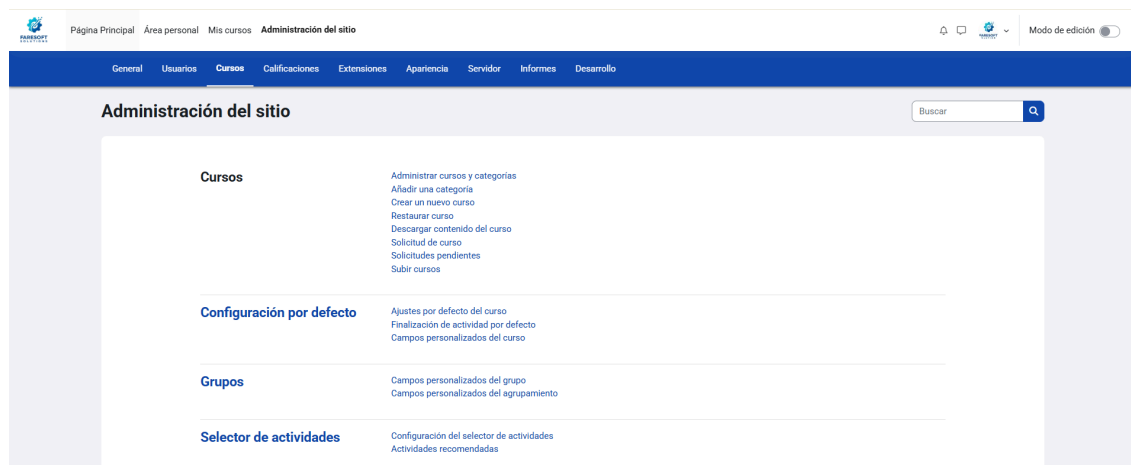 FABESOFT
SOLUTIONS
Página Principal Área personal Mis cursos Administración del sitio
Modo de edición
General Usuarios Cursos Calificaciones Extensiones Apariencia Servidor Informes Desarrollo
Administración del sitio
Buscar
Cursos
Administrar cursos y categorías
Añadir una categoría
Crear un nuevo curso
Restaurar curso
Descargar contenido del curso
Solicitud de curso
Solicitudes pendientes
Subir cursos
Configuración por defecto
Ajustes por defecto del curso
Finalización de actividad por defecto
Campos personalizados del curso
Grupos
Campos personalizados del grupo
Campos personalizados del agrupamiento
Selector de actividades
Configuración del selector de actividades
Actividades recomendadas